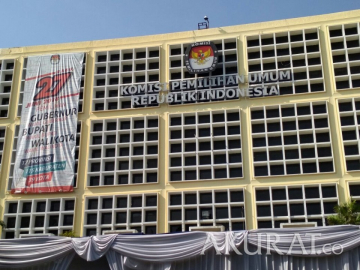 KOMISI PEMILIHAN UMUM
REPUBLIK INDONESIA
27
GUBERNUR
BUPATI
WALIKOTA
AKURAT.co